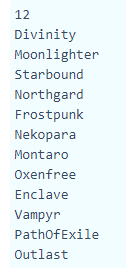 12
Divinity
Moonlighter
Starbound
Northgard
Frostpunk
Nekopara
Montaro
Oxenfree
Enclave
Vampyr
PathOfExile
Outlast